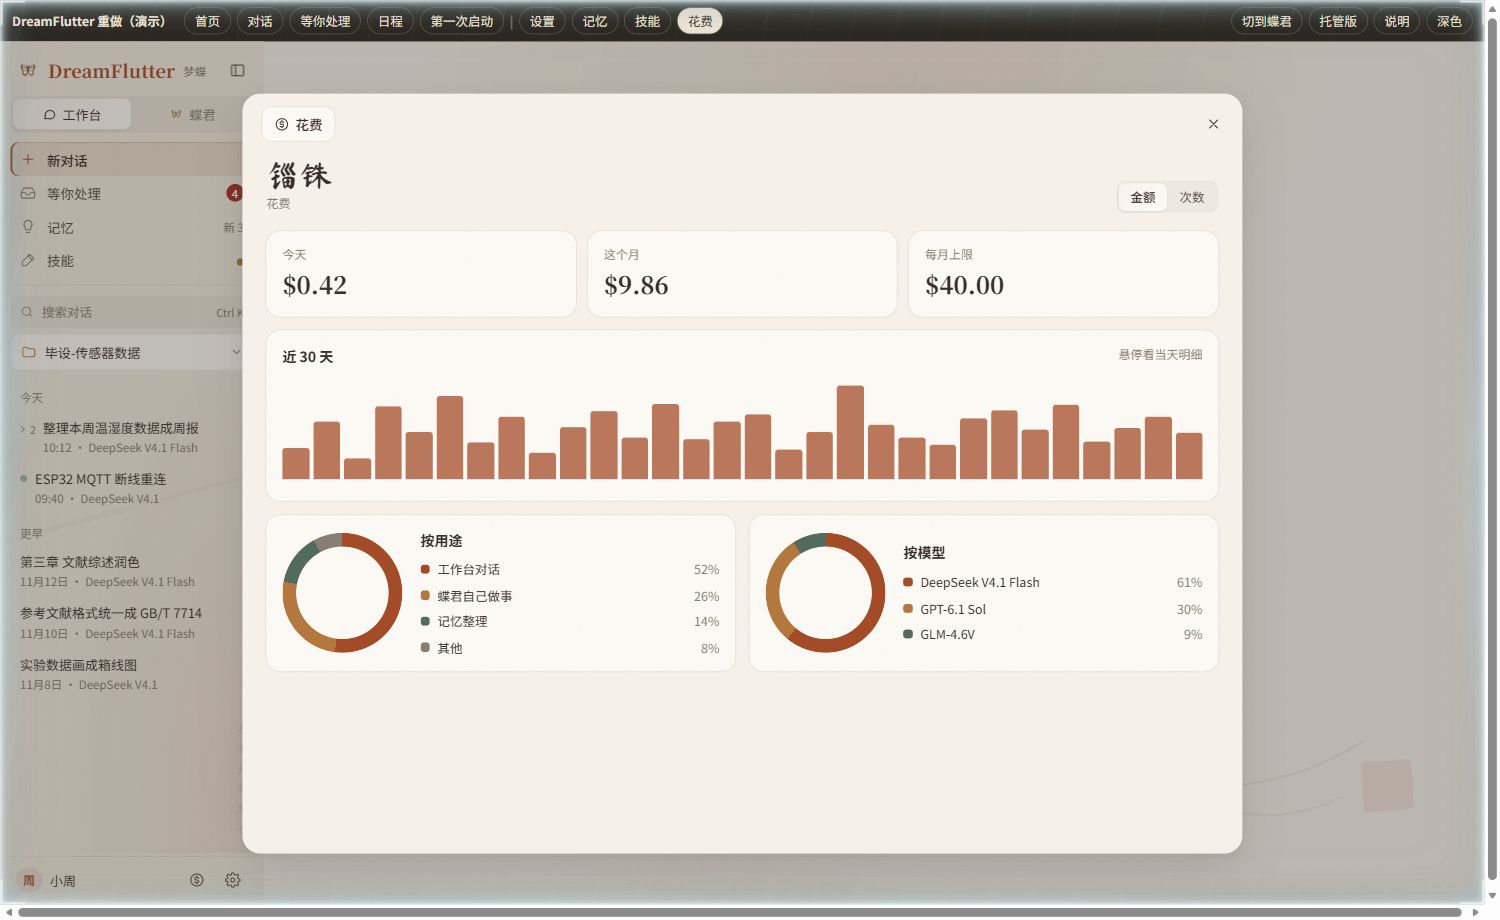 DreamFlutter 重做（演示） 首页 对话 等你处理 日程 第一次启动 | 设置 记忆 技能 花费 切到蝶君 托管版 说明 深色
DreamFlutter 梦蝶
工作台 蝶君
新对话
等你处理 4
记忆 新 3
技能
搜索对话 Ctrl K
毕设-传感器数据
今天
2 整理本周温湿度数据成周报
10:12 · DeepSeek V4.1 Flash
ESP32 MQTT 断线重连
09:40 · DeepSeek V4.1
更早
第三章 文献综述润色
11月12日 · DeepSeek V4.1 Flash
参考文献格式统一成 GB/T 7714
11月10日 · DeepSeek V4.1 Flash
实验数据画成箱线图
11月8日 · DeepSeek V4.1
周 小周
花费
锱铢
花费
金额 次数
今天
$0.42
这个月
$9.86
每月上限
$40.00
近 30 天
悬停看当天明细
按用途
工作台对话 52%
蝶君自己做事 26%
记忆整理 14%
其他 8%
按模型
DeepSeek V4.1 Flash 61%
GPT-6.1 Sol 30%
GLM-4.6V 9%